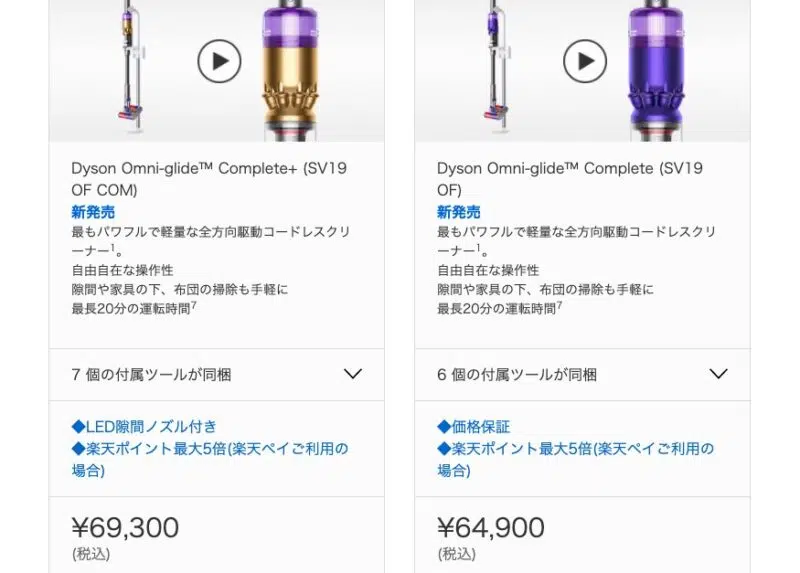 Dyson Omni-glide™ Complete+ (SV19
OF COM)
新発売
最もパワフルで軽量な全方向駆動コードレスクリ
ーナー1。
自由自在な操作性
隙間や家具の下、布団の掃除も手軽に
最長20分の運転時間7
7 個の付属ツールが同梱
◆LED隙間ノズル付き
◆楽天ポイント最大5倍(楽天ペイご利用の
場合)
¥69,300
(税込)
Dyson Omni-glide™ Complete (SV19
OF)
新発売
最もパワフルで軽量な全方向駆動コードレスクリ
ーナー1。
自由自在な操作性
隙間や家具の下、布団の掃除も手軽に
最長20分の運転時間7
6 個の付属ツールが同梱
◆価格保証
◆楽天ポイント最大5倍(楽天ペイご利用の
場合)
¥64,900
(税込)